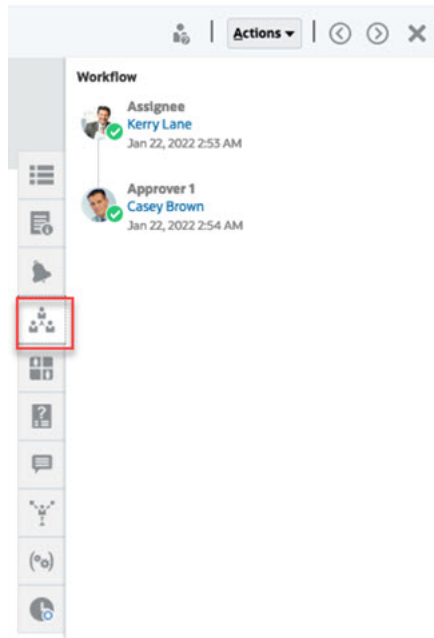 Actions
Workflow
Assignee
Kerry Lane
Jan 22, 2022 2:53 AM
Approver 1
Casey Brown
Jan 22, 2022 2:54 AM